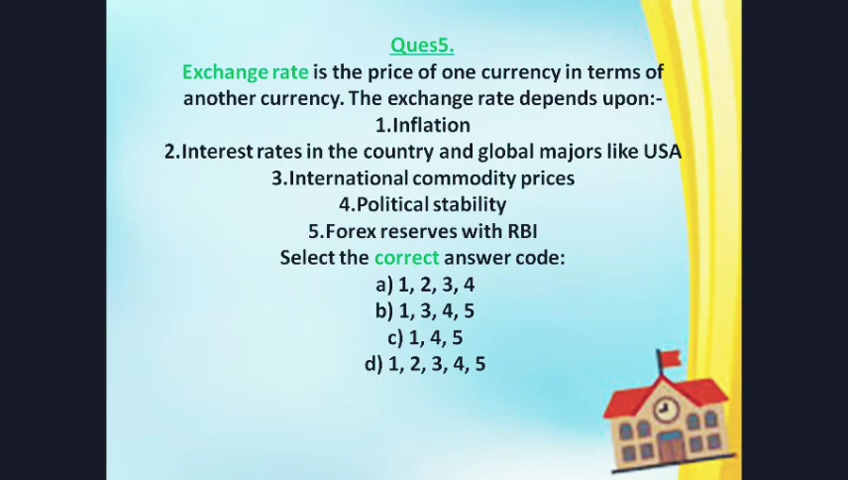 Ques5.
Exchange rate is the price of one currency in terms of
another currency. The exchange rate depends upon:-
1.Inflation
2.Interest rates in the country and global majors like USA
3.International commodity prices
4.Political stability
5.Forex reserves with RBI
Select the correct answer code:
a) 1, 2, 3, 4
b) 1, 3, 4, 5
c) 1, 4, 5
d) 1, 2, 3, 4, 5